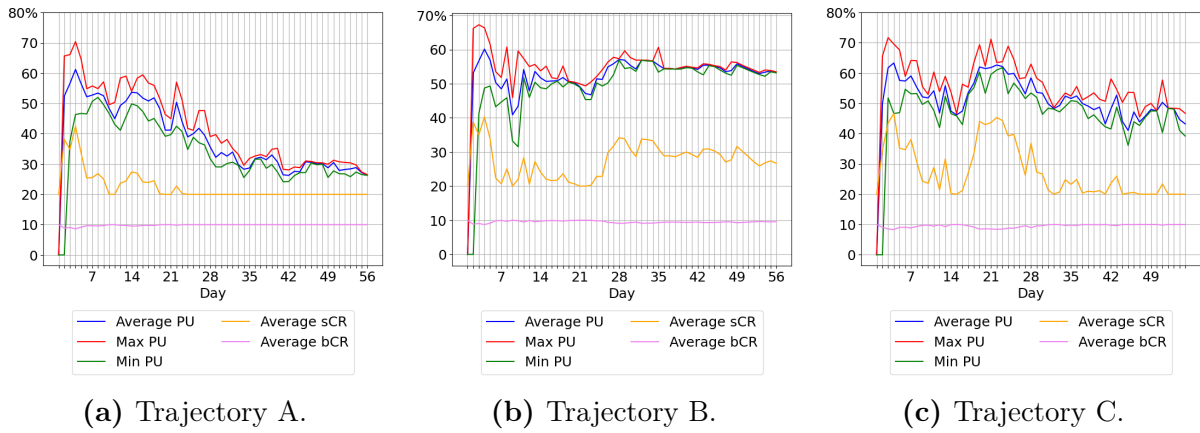 80%
70
60
50
40
30
20
10
0
7 14 21 28 35 42 49 56
Day
Average PU Average sCR
Max PU Average bCR
Min PU
(a) Trajectory A.
70%
60
50
40
30
20
10
0
7 14 21 28 35 42 49 56
Day
Average PU Average sCR
Max PU Average bCR
Min PU
(b) Trajectory B.
80%
70
60
50
40
30
20
10
0
7 14 21 28 35 42 49
Day
Average PU Average sCR
Max PU Average bCR
Min PU
(c) Trajectory C.